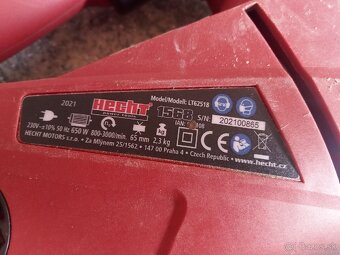 2021
HECHT
Model/Modell: LT62518
1568
IAN:
S/N:
202100865
230V~±10% 50 Hz 650 W 800-3000/min 65 mm 2.3 kg
HECHT MOTORS s.r.o. • Za Mlýnem 25/1562 • 147 00 Praha 4 • Czech Republic • www.hecht.cz